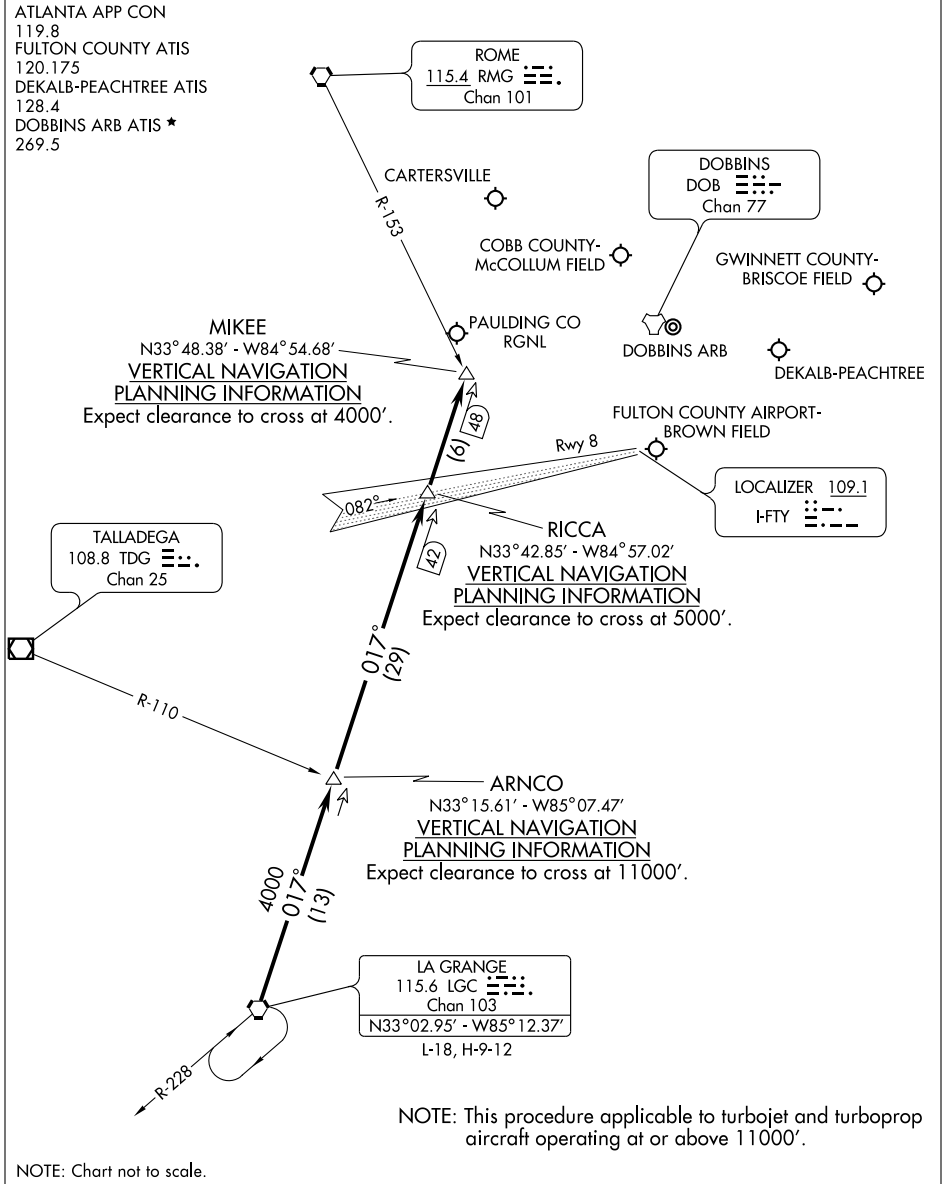 ATLANTA APP CON
119.8
FULTON COUNTY ATIS
120.175
DEKALB-PEACHTREE ATIS
128.4
DOBBINS ARB ATIS ★
269.5
ROME
115.4 RMG
Chan 101
R-153
CARTERSVILLE
DOBBINS
DOB
Chan 77
COBB COUNTY-
McCOLLUM FIELD
GWINNETT COUNTY-
BRISCOE FIELD
PAULDING CO
RGNL
DOBBINS ARB
DEKALB-PEACHTREE
MIKEE
N33°48.38' - W84°54.68'
VERTICAL NAVIGATION
PLANNING INFORMATION
Expect clearance to cross at 4000'.
(6)
48
FULTON COUNTY AIRPORT-
BROWN FIELD
Rwy 8
082°
LOCALIZER 109.1
I-FTY
RICCA
N33°42.85' - W84°57.02'
VERTICAL NAVIGATION
PLANNING INFORMATION
Expect clearance to cross at 5000'.
42
TALLADEGA
108.8 TDG
Chan 25
017°
(29)
R-110
ARNCO
N33°15.61' - W85°07.47'
VERTICAL NAVIGATION
PLANNING INFORMATION
Expect clearance to cross at 11000'.
4000
017°
(13)
LA GRANGE
115.6 LGC
Chan 103
N33°02.95' - W85°12.37'
L-18, H-9-12
R-228
NOTE: This procedure applicable to turbojet and turboprop
aircraft operating at or above 11000'.
NOTE: Chart not to scale.